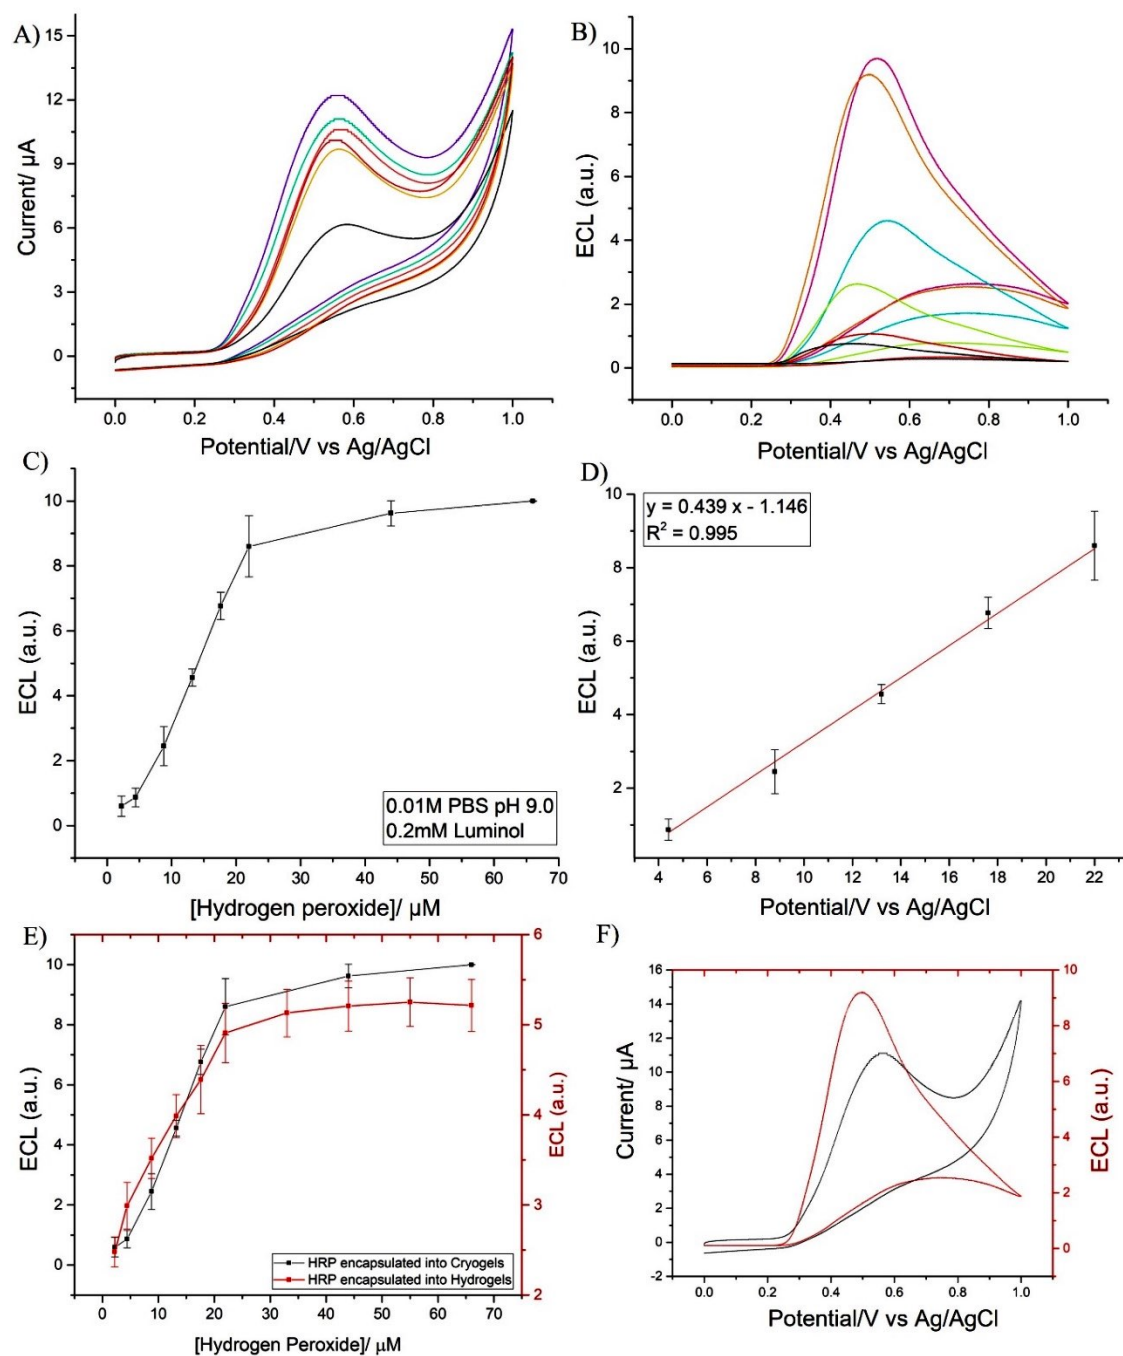 A)
15
12
9
6
3
0
Current/ µA
0.0 0.2 0.4 0.6 0.8 1.0
Potential/V vs Ag/AgCl
B)
10
8
6
4
2
0
ECL (a.u.)
0.0 0.2 0.4 0.6 0.8 1.0
Potential/V vs Ag/AgCl
C)
10
8
6
4
2
0
ECL (a.u.)
0.01M PBS pH 9.0
0.2mM Luminol
0 10 20 30 40 50 60 70
[Hydrogen peroxide]/ µM
D)
y = 0.439 x - 1.146
R² = 0.995
10
8
6
4
2
ECL (a.u.)
4 6 8 10 12 14 16 18 20 22
Potential/V vs Ag/AgCl
E)
10
8
6
4
2
0
ECL (a.u.)
6
5
4
3
2
ECL (a.u.)
HRP encapsulated into Cryogels
HRP encapsulated into Hydrogels
0 10 20 30 40 50 60 70
[Hydrogen Peroxide]/ µM
F)
16
14
12
10
8
6
4
2
0
-2
Current/ µA
10
8
6
4
2
0
ECL (a.u.)
0.0 0.2 0.4 0.6 0.8 1.0
Potential/V vs Ag/AgCl